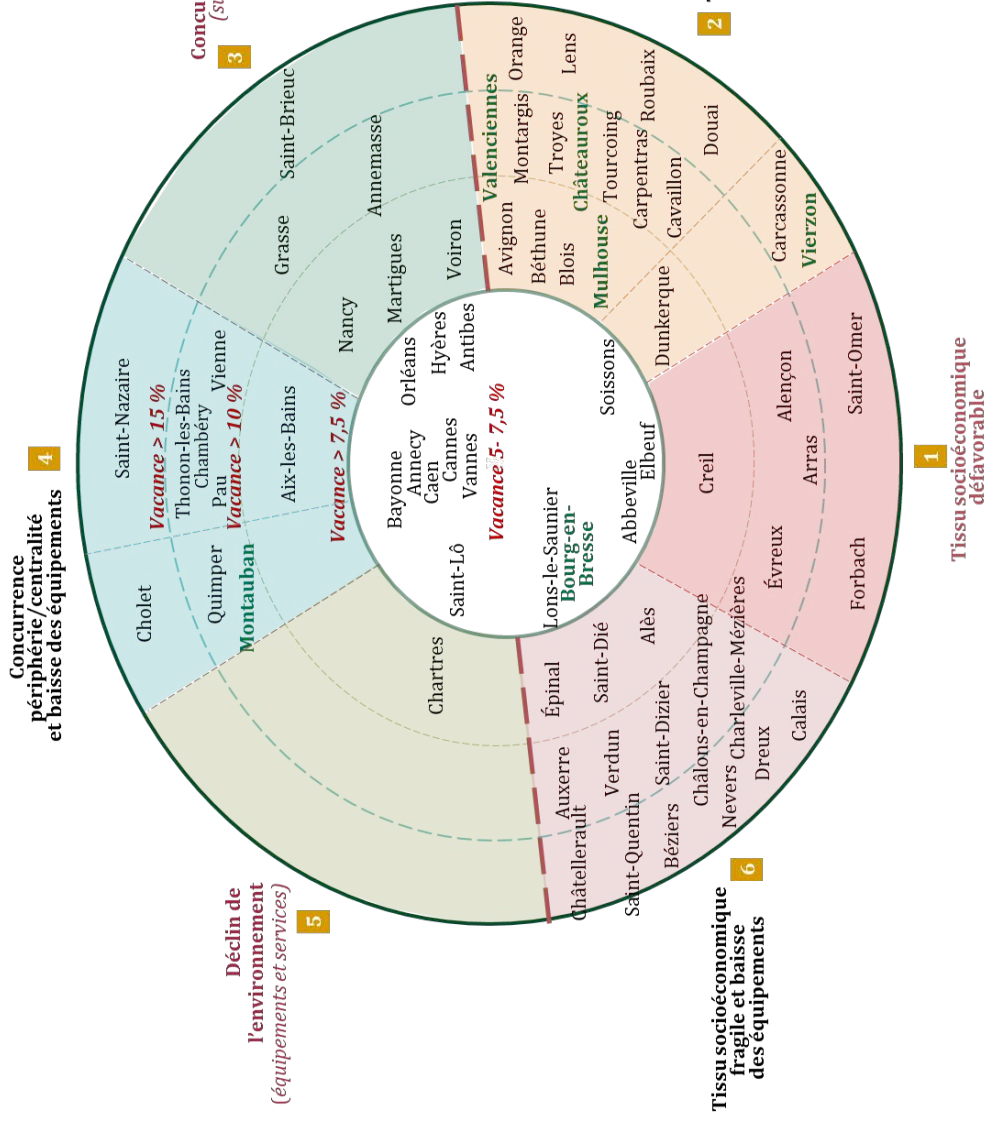 Concurrence
périphérie/centralité
et baisse des équipements
4
Concu
(su
3
2
Déclin de
l'environnement
(équipements et services)
5
Tissu socioéconomique
fragile et baisse
des équipements
6
Tissu socioéconomique
défavorable
1
Cholet
Quimper
Montauban
Saint-Nazaire
Vacance > 15 %
Thonon-les-Bains
Chambéry
Pau
Vienne
Vacance > 10 %
Aix-les-Bains
Vacance > 7,5 %
Saint-Brieuc
Grasse
Annemasse
Nancy
Martigues
Voiron
Valenciennes
Orange
Montargis
Lens
Troyes
Châteauroux
Tourcoing
Roubaix
Carpentras
Cavaillon
Douai
Avignon
Béthune
Blois
Mulhouse
Dunkerque
Carcassonne
Vierzon
Bayonne
Annecy
Caen
Orléans
Hyères
Antibes
Cannes
Vannes
Saint-Lô
Vacance 5- 7,5 %
Lons-le-Saunier
Bourg-en-
Bresse
Soissons
Abbeville
Elbeuf
Chartres
Épinal
Saint-Dié
Alès
Auxerre
Verdun
Saint-Dizier
Châlons-en-Champagne
Charleville-Mézières
Châtellerault
Saint-Quentin
Béziers
Nevers
Dreux
Calais
Creil
Évreux
Arras
Alençon
Forbach
Saint-Omer